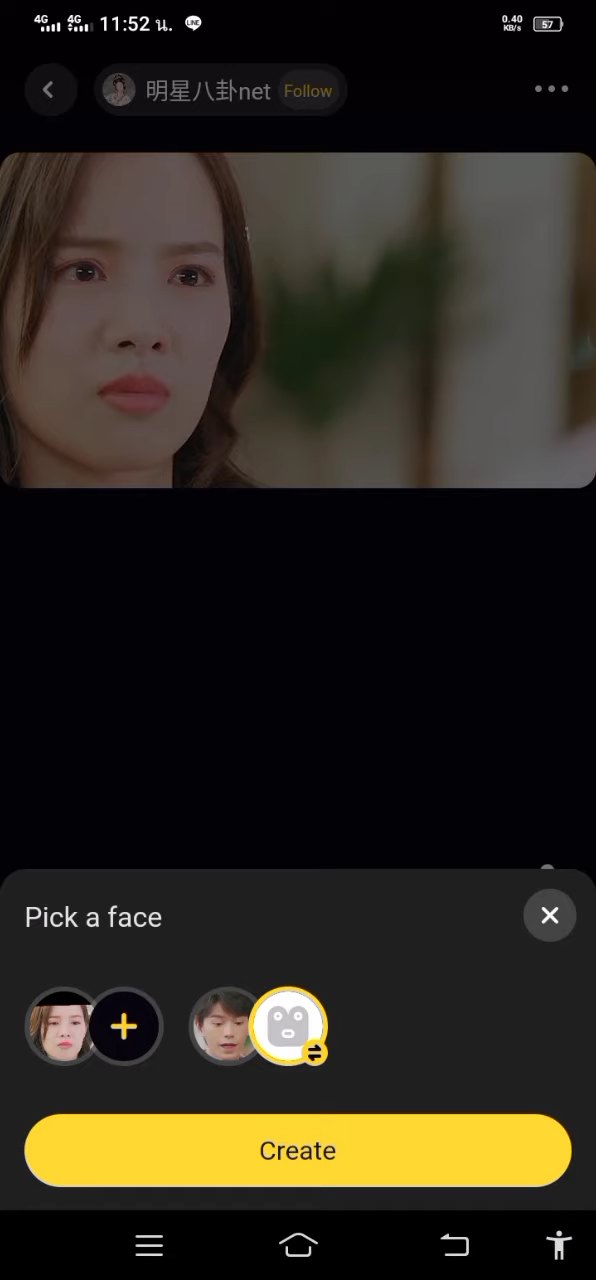 4G 4G 11:52 น. LINE 0.40 KB/s 57
明星八卦net Follow
Pick a face
Create